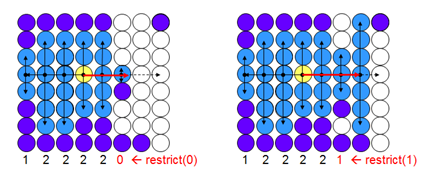 1 2 2 2 2 0 ← restrict(0)
1 2 2 2 2 1 ← restrict(1)